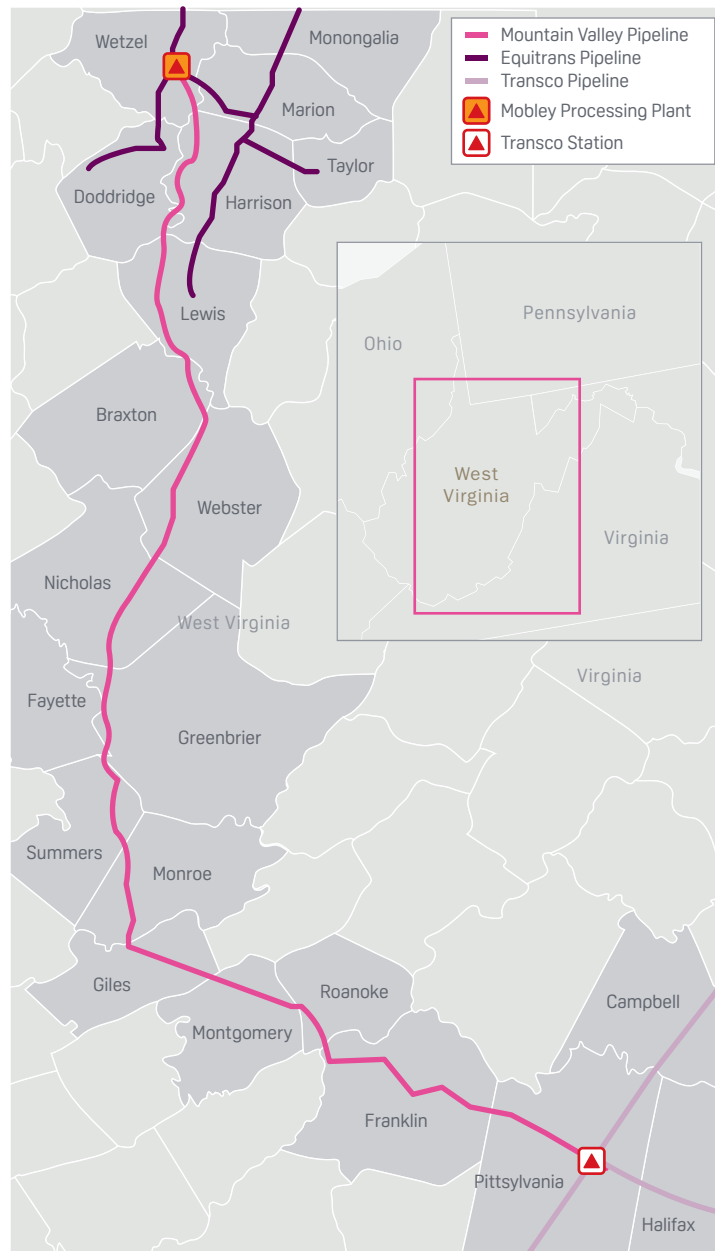 Mountain Valley Pipeline
Equitrans Pipeline
Transco Pipeline
Mobley Processing Plant
Transco Station
Wetzel
Monongalia
Marion
Taylor
Doddridge
Harrison
Lewis
Ohio
Pennsylvania
West
Virginia
Virginia
Braxton
Webster
Nicholas
West Virginia
Virginia
Fayette
Greenbrier
Summers
Monroe
Giles
Roanoke
Campbell
Montgomery
Franklin
Pittsylvania
Halifax